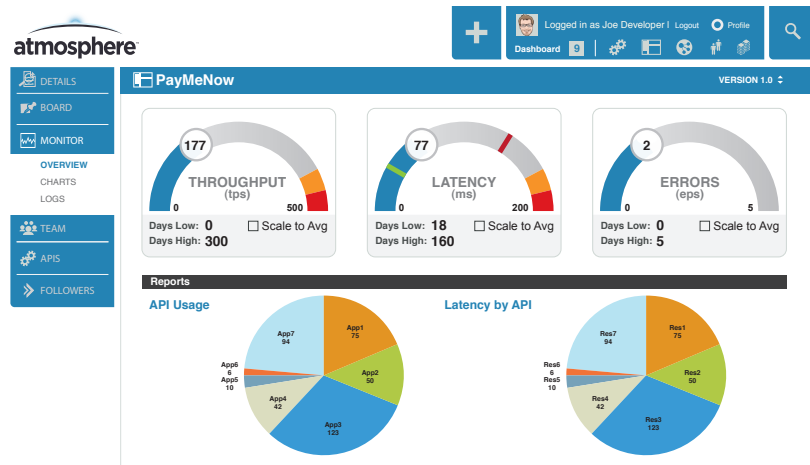 atmosphere
Logged in as Joe Developer I Logout Profile
Dashboard 9
DETAILS
BOARD
MONITOR
OVERVIEW
CHARTS
LOGS
TEAM
APIS
FOLLOWERS
PayMeNow
VERSION 1.0
177
THROUGHPUT
(tps)
0 500
Days Low: 0 Scale to Avg
Days High: 300
77
LATENCY
(ms)
0 200
Days Low: 18 Scale to Avg
Days High: 160
2
ERRORS
(eps)
0 5
Days Low: 0 Scale to Avg
Days High: 5
Reports
API Usage
App1
75
App2
50
App3
123
App4
42
App5
10
App6
6
App7
94
Latency by API
Res1
75
Res2
50
Res3
123
Res4
42
Res5
10
Res6
6
Res7
94